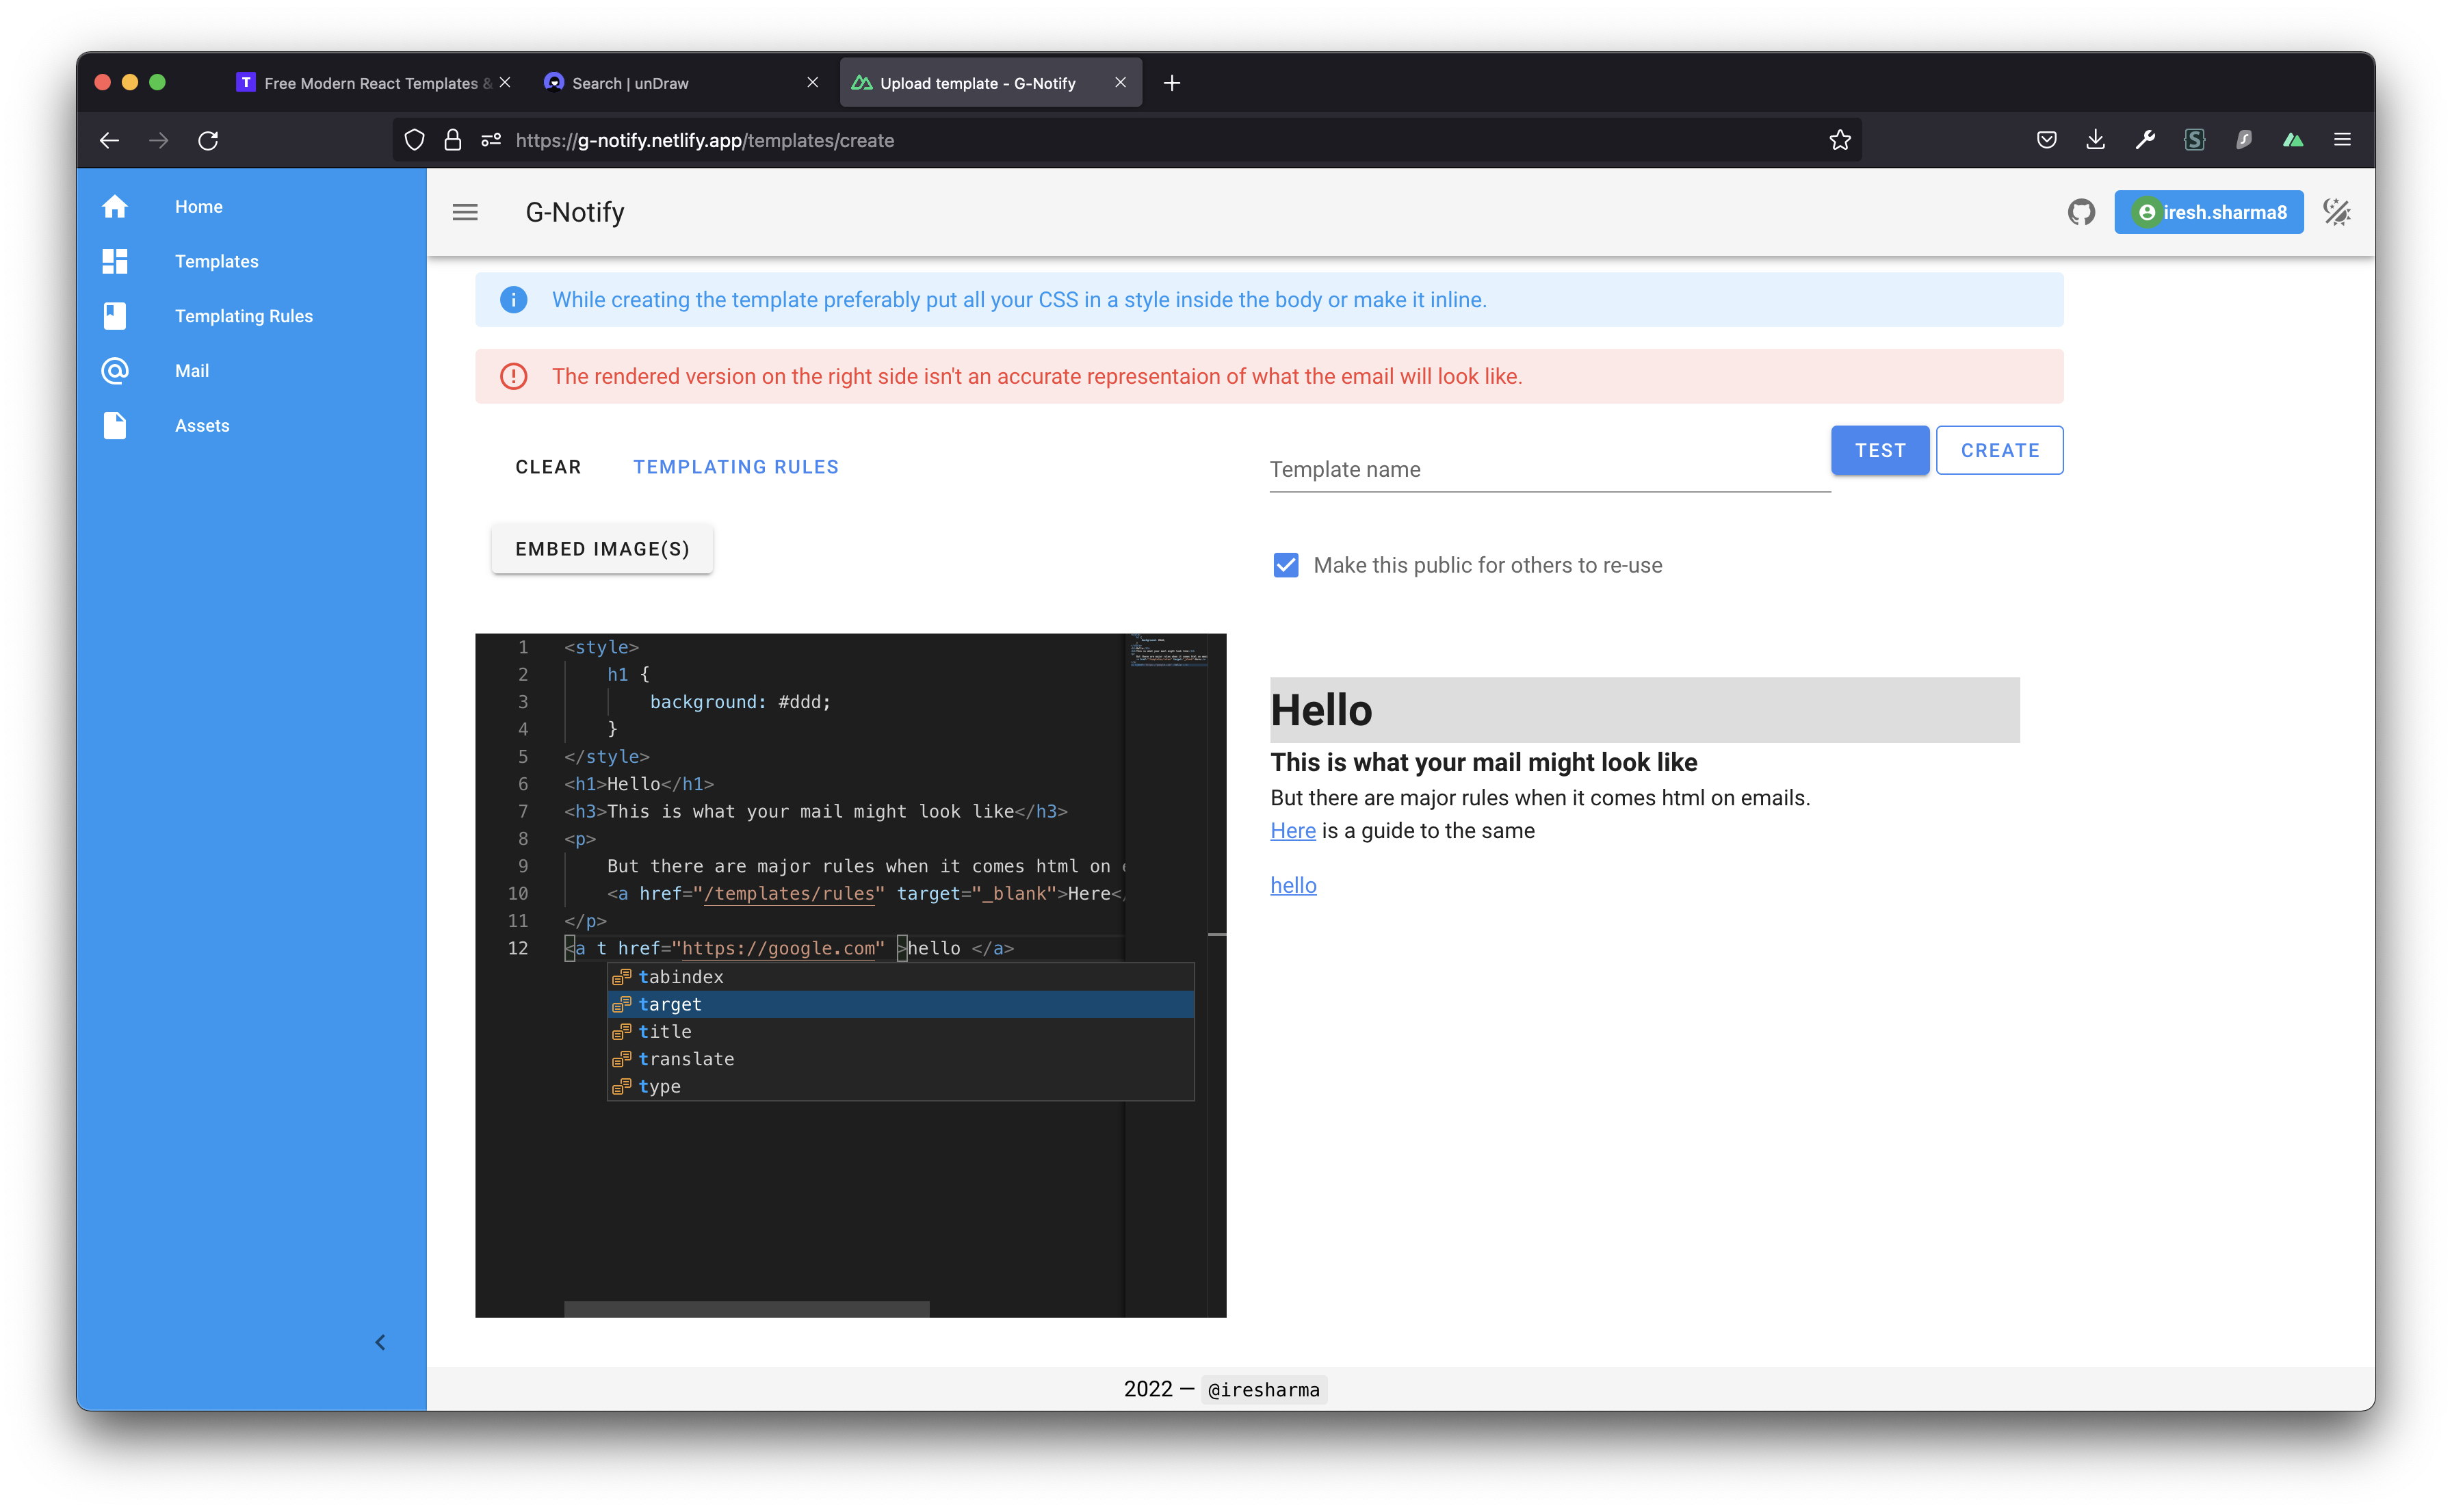 Free Modern React Templates &
Search | unDraw
Upload template - G-Notify
https://g-notify.netlify.app/templates/create
Home
Templates
Templating Rules
Mail
Assets
G-Notify
iresh.sharma8
While creating the template preferably put all your CSS in a style inside the body or make it inline.
The rendered version on the right side isn't an accurate representaion of what the email will look like.
CLEAR
TEMPLATING RULES
Template name
TEST
CREATE
EMBED IMAGE(S)
Make this public for others to re-use
1 <style>
2 h1 {
3 background: #ddd;
4 }
5 </style>
6 <h1>Hello</h1>
7 <h3>This is what your mail might look like</h3>
8 <p>
9 But there are major rules when it comes html on
10 <a href="/templates/rules" target="_blank">Here<
11 </p>
12 <a t href="https://google.com" >hello </a>
tabindex
target
title
translate
type
Hello
This is what your mail might look like
But there are major rules when it comes html on emails.
Here is a guide to the same
hello
2022 — @iresharma